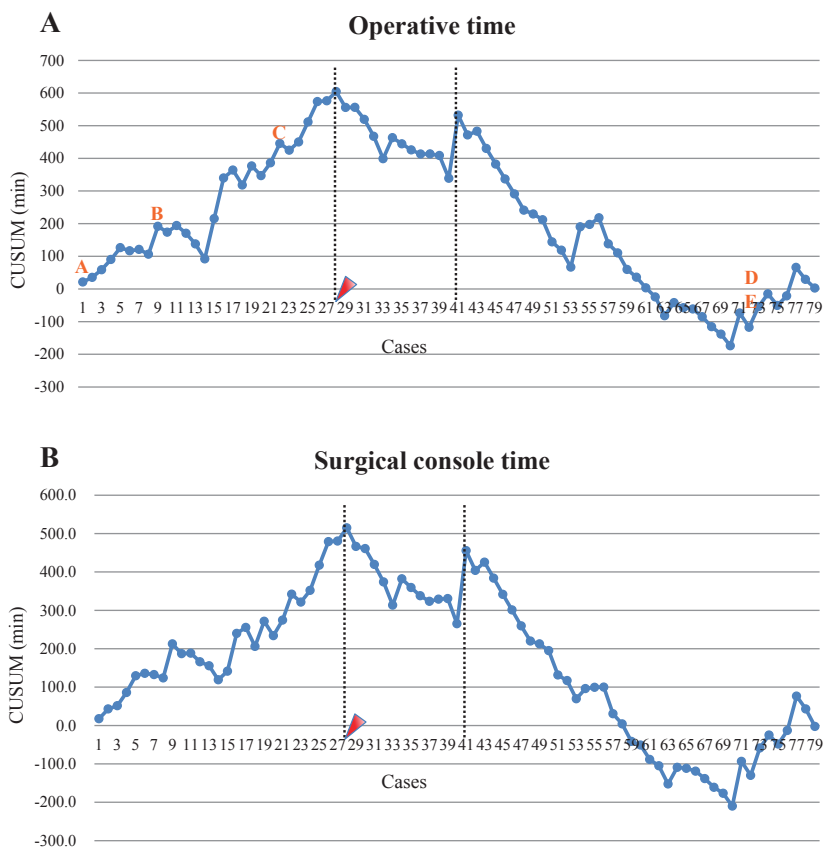 A
Operative time
700
600
500
400
300
200
100
0
-100
-200
-300
CUSUM (min)
A
B
C
D
E
1 3 5 7 9 11 13 15 17 19 21 23 25 27 29 31 33 35 37 39 41 43 45 47 49 51 53 55 57 59 61 63 65 67 69 71 73 75 77 79
Cases
B
Surgical console time
600.0
500.0
400.0
300.0
200.0
100.0
0.0
-100.0
-200.0
-300.0
CUSUM (min)
1 3 5 7 9 11 13 15 17 19 21 23 25 27 29 31 33 35 37 39 41 43 45 47 49 51 53 55 57 59 61 63 65 67 69 71 73 75 77 79
Cases